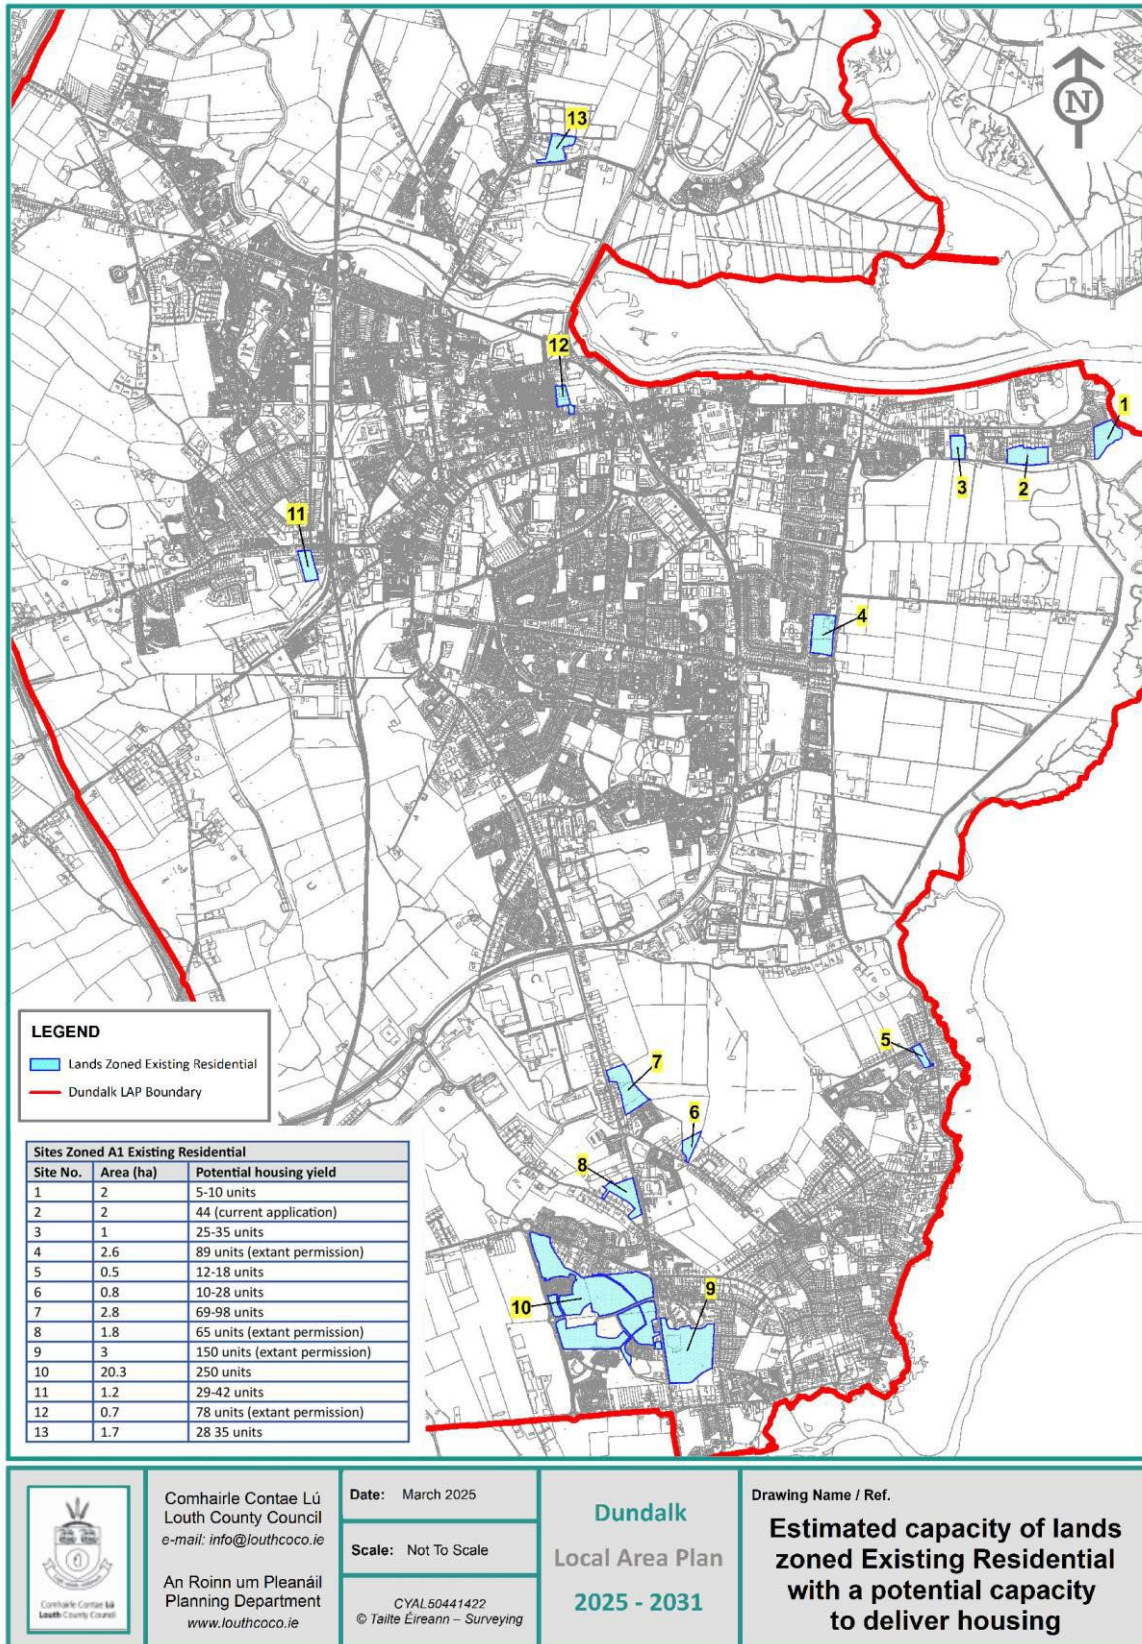 N
13
12
1
3
2
11
4
5
7
6
8
9
10
LEGEND
Lands Zoned Existing Residential
Dundalk LAP Boundary
Sites Zoned A1 Existing Residential
Site No. Area (ha) Potential housing yield
1 2 5-10 units
2 2 44 (current application)
3 1 25-35 units
4 2.6 89 units (extant permission)
5 0.5 12-18 units
6 0.8 10-28 units
7 2.8 69-98 units
8 1.8 65 units (extant permission)
9 3 150 units (extant permission)
10 20.3 250 units
11 1.2 29-42 units
12 0.7 78 units (extant permission)
13 1.7 28 35 units
Comhairle Contae Lú
Louth County Council
Comhairle Contae Lú
Louth County Council
e-mail: info@louthcoco.ie
An Roinn um Pleanáil
Planning Department
www.louthcoco.ie
Date: March 2025
Scale: Not To Scale
CYAL50441422
© Tailte Éireann – Surveying
Dundalk
Local Area Plan
2025 - 2031
Drawing Name / Ref.
Estimated capacity of lands
zoned Existing Residential
with a potential capacity
to deliver housing